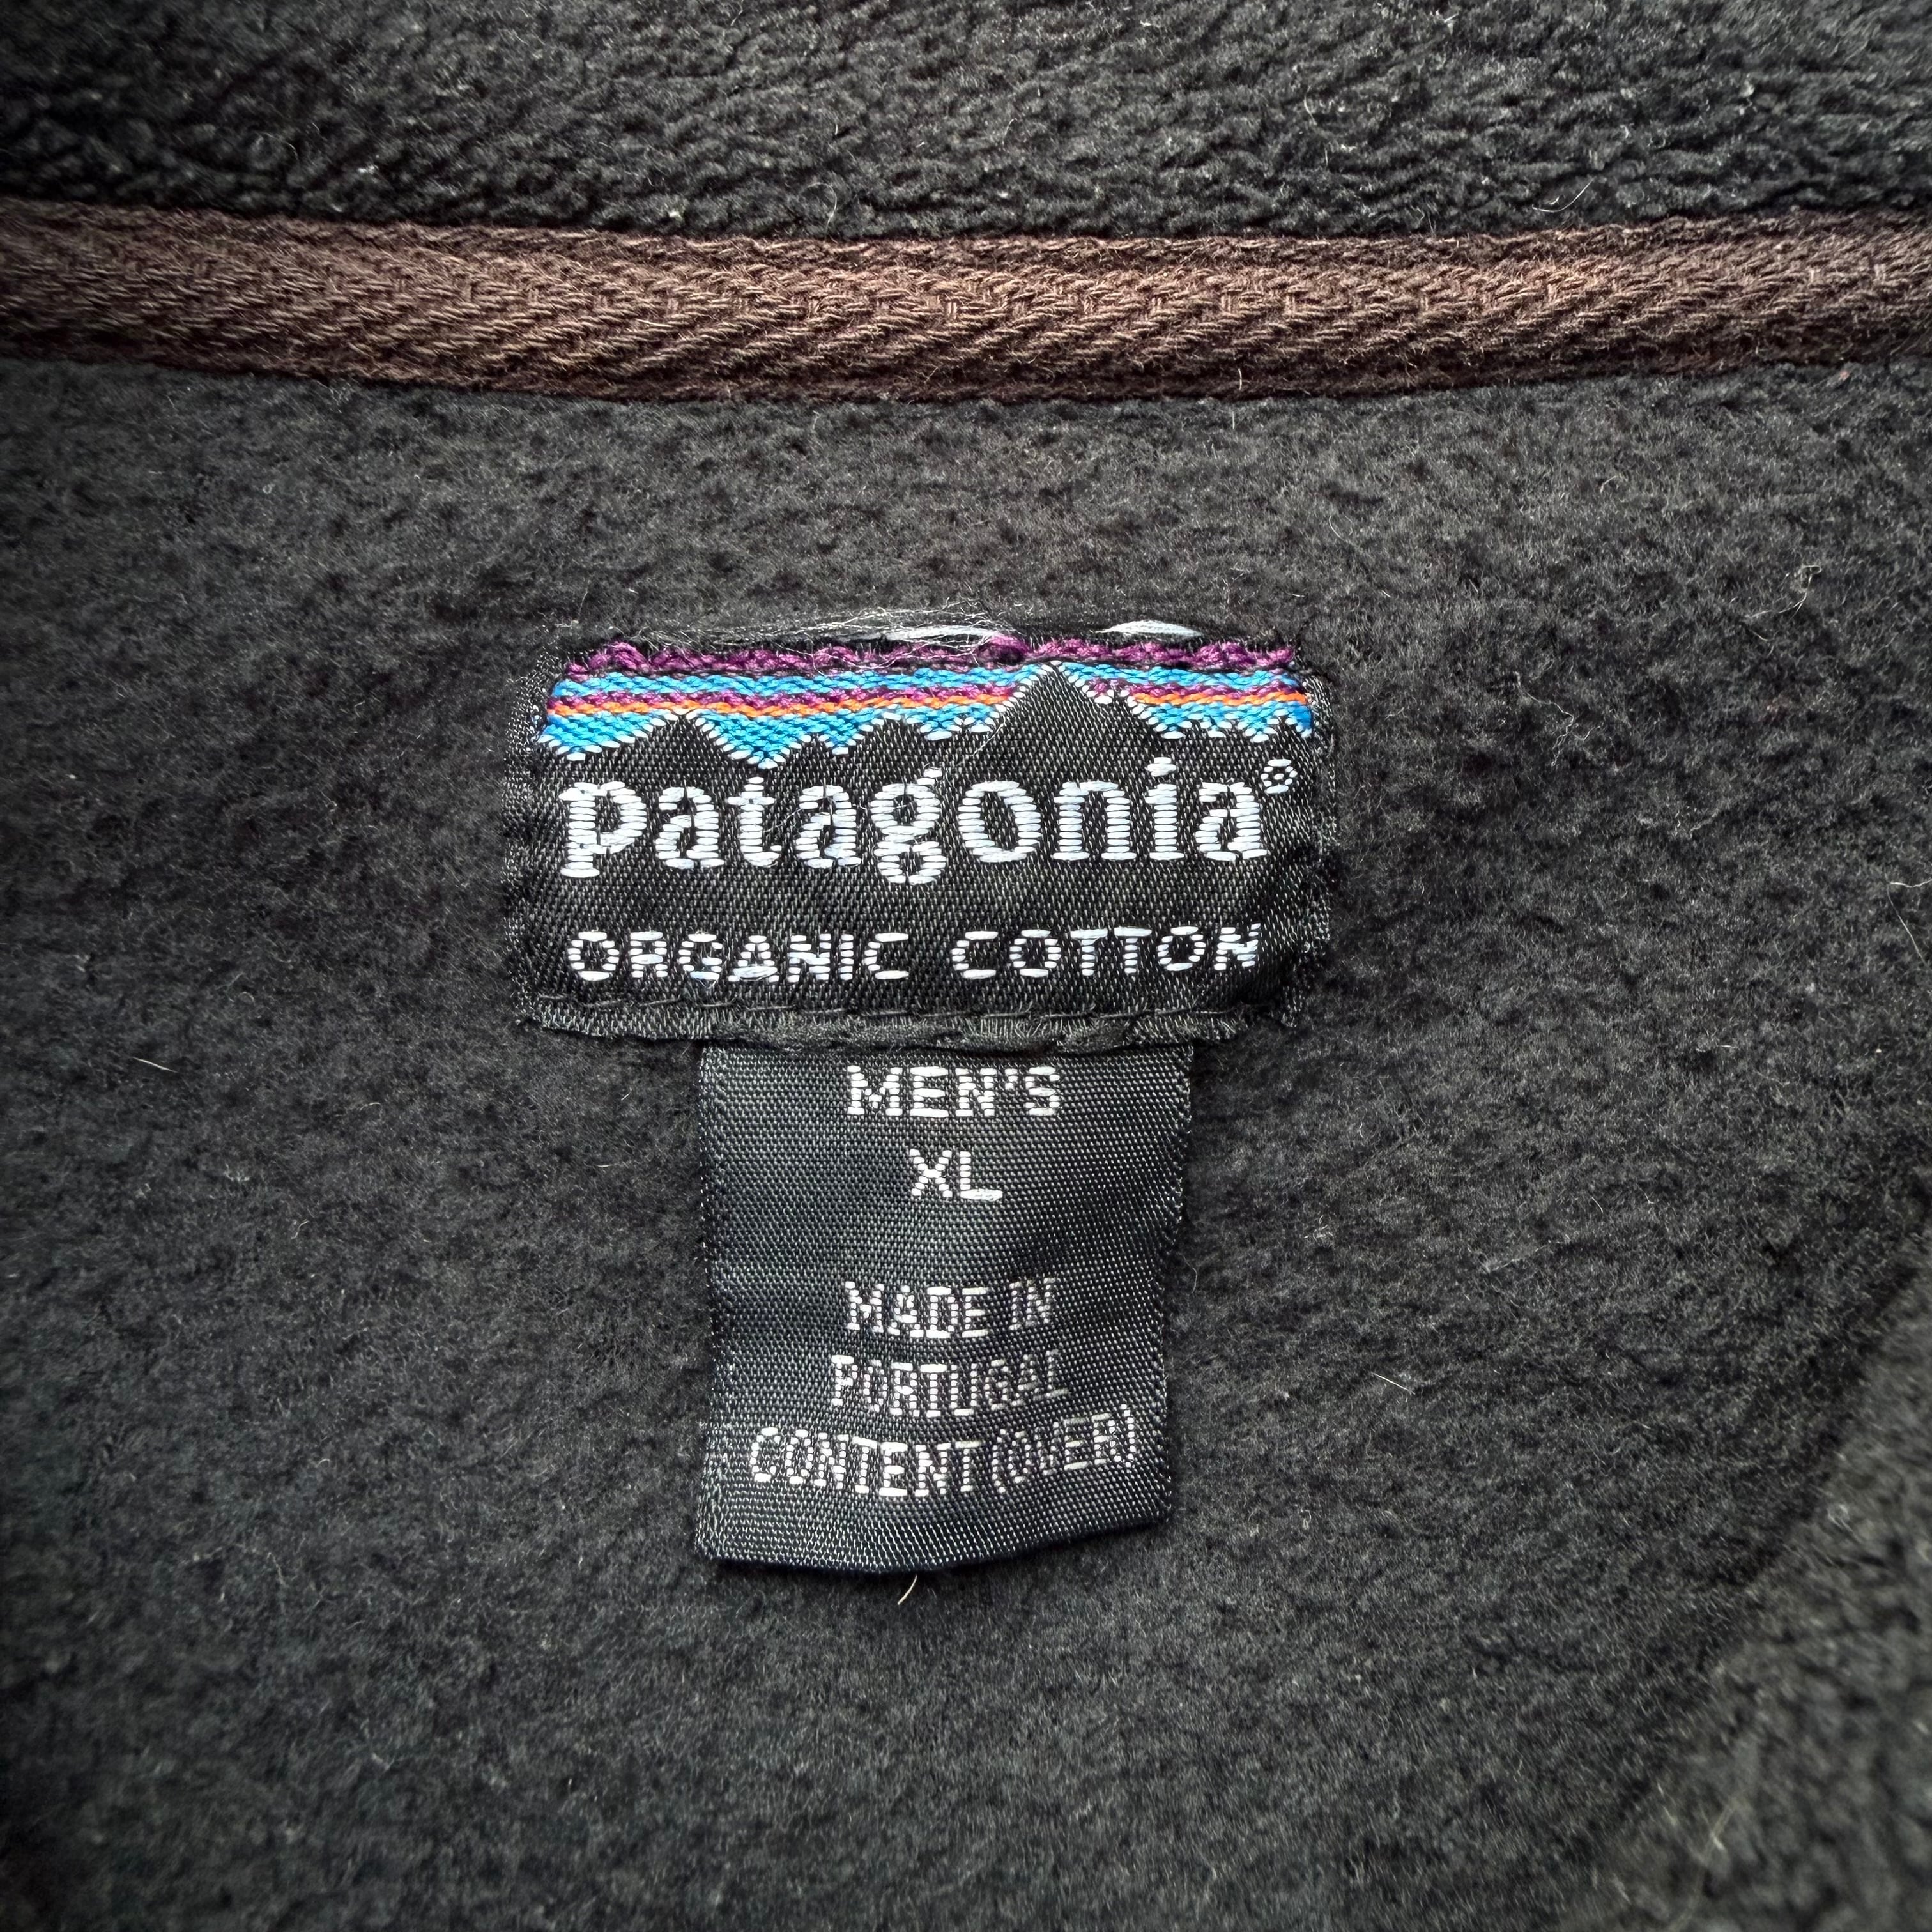 patagonia®
ORGANIC COTTON
MEN'S
XL
MADE IN
PORTUGAL
CONTENT(OVER)